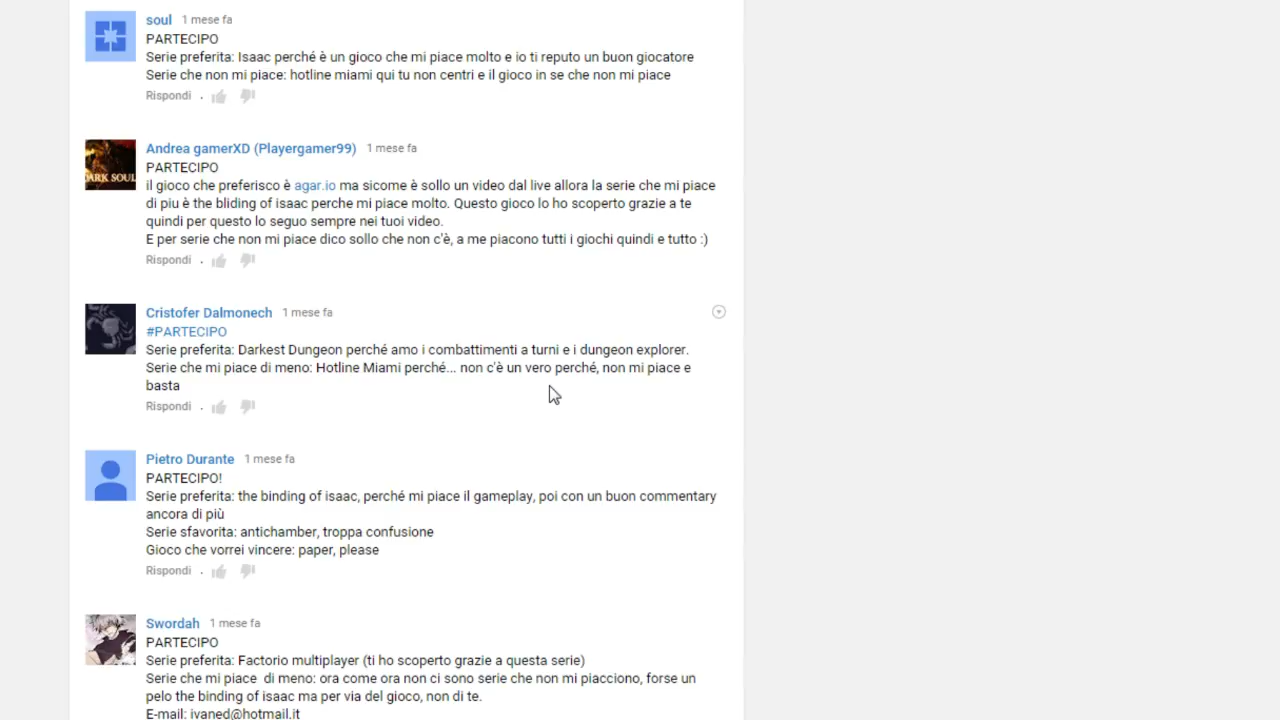 soul 1 mese fa
PARTECIPO
Serie preferita: Isaac perché è un gioco che mi piace molto e io ti reputo un buon giocatore
Serie che non mi piace: hotline miami qui tu non centri e il gioco in se che non mi piace
Rispondi .
Andrea gamerXD (Playergamer99) 1 mese fa
PARTECIPO
il gioco che preferisco è agar.io ma sicome è sollo un video dal live allora la serie che mi piace
di piu è the bliding of isaac perche mi piace molto. Questo gioco lo ho scoperto grazie a te
quindi per questo lo seguo sempre nei tuoi video.
E per serie che non mi piace dico sollo che non c'è, a me piacono tutti i giochi quindi e tutto :)
Rispondi .
ARK SOUL
Cristofer Dalmonech 1 mese fa
#PARTECIPO
Serie preferita: Darkest Dungeon perché amo i combattimenti a turni e i dungeon explorer.
Serie che mi piace di meno: Hotline Miami perché... non c'è un vero perché, non mi piace e
basta
Rispondi .
Pietro Durante 1 mese fa
PARTECIPO!
Serie preferita: the binding of isaac, perché mi piace il gameplay, poi con un buon commentary
ancora di più
Serie sfavorita: antichamber, troppa confusione
Gioco che vorrei vincere: paper, please
Rispondi .
Swordah 1 mese fa
PARTECIPO
Serie preferita: Factorio multiplayer (ti ho scoperto grazie a questa serie)
Serie che mi piace  di meno: ora come ora non ci sono serie che non mi piacciono, forse un
pelo the binding of isaac ma per via del gioco, non di te.
E-mail: ivaned@hotmail.it